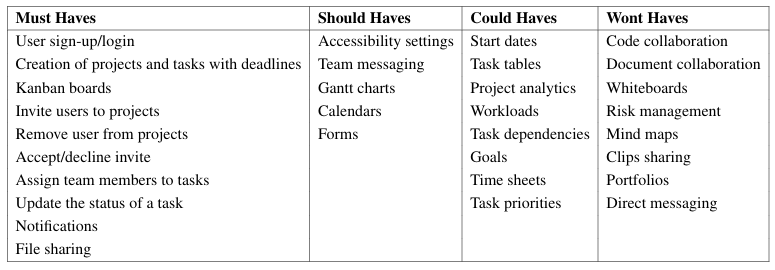 Must Haves Should Haves Could Haves Wont Haves
User sign-up/login Accessibility settings Start dates Code collaboration
Creation of projects and tasks with deadlines Team messaging Task tables Document collaboration
Kanban boards Gantt charts Project analytics Whiteboards
Invite users to projects Calendars Workloads Risk management
Remove user from projects Forms Task dependencies Mind maps
Accept/decline invite Goals Clips sharing
Assign team members to tasks Time sheets Portfolios
Update the status of a task Task priorities Direct messaging
Notifications
File sharing